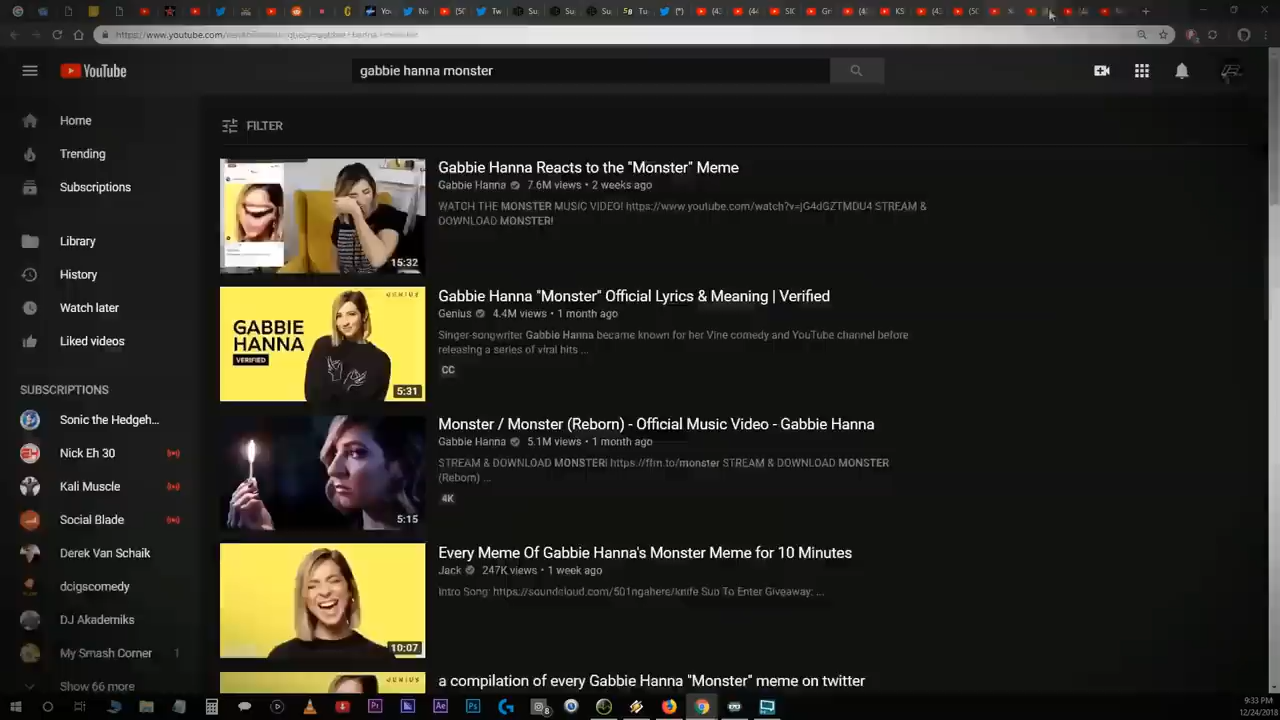 https://www.youtube.com/
YouTube
gabbie hanna monster
FILTER
Home
Trending
Subscriptions
Library
History
Watch later
Liked videos
SUBSCRIPTIONS
Sonic the Hedgeh...
Nick Eh 30
Kali Muscle
Social Blade
Derek Van Schaik
dcigscomedy
DJ Akademiks
My Smash Corner 1
Show 66 more
Gabbie Hanna Reacts to the "Monster" Meme
Gabbie Hanna 7.6M views • 2 weeks ago
WATCH THE MONSTER MUSIC VIDEO! https://www.youtube.com/watch?v=jG4dGZTMDU4 STREAM &
DOWNLOAD MONSTER!
15:32
Gabbie Hanna "Monster" Official Lyrics & Meaning | Verified
Genius 4.4M views • 1 month ago
Singer-songwriter Gabbie Hanna became known for her Vine comedy and YouTube channel before
releasing a series of viral hits ...
CC
GENIUS
GABBIE
HANNA
VERIFIED
5:31
Monster / Monster (Reborn) - Official Music Video - Gabbie Hanna
Gabbie Hanna 5.1M views • 1 month ago
STREAM & DOWNLOAD MONSTER! https://ffm.to/monster STREAM & DOWNLOAD MONSTER
(Reborn) ...
4K
5:15
Every Meme Of Gabbie Hanna's Monster Meme for 10 Minutes
Jack 247K views • 1 week ago
Intro Song: https://soundcloud.com/501ngahere/knife Sub To Enter Giveaway: ...
10:07
a compilation of every Gabbie Hanna "Monster" meme on twitter
GENIUS
9:33 PM
12/24/2018